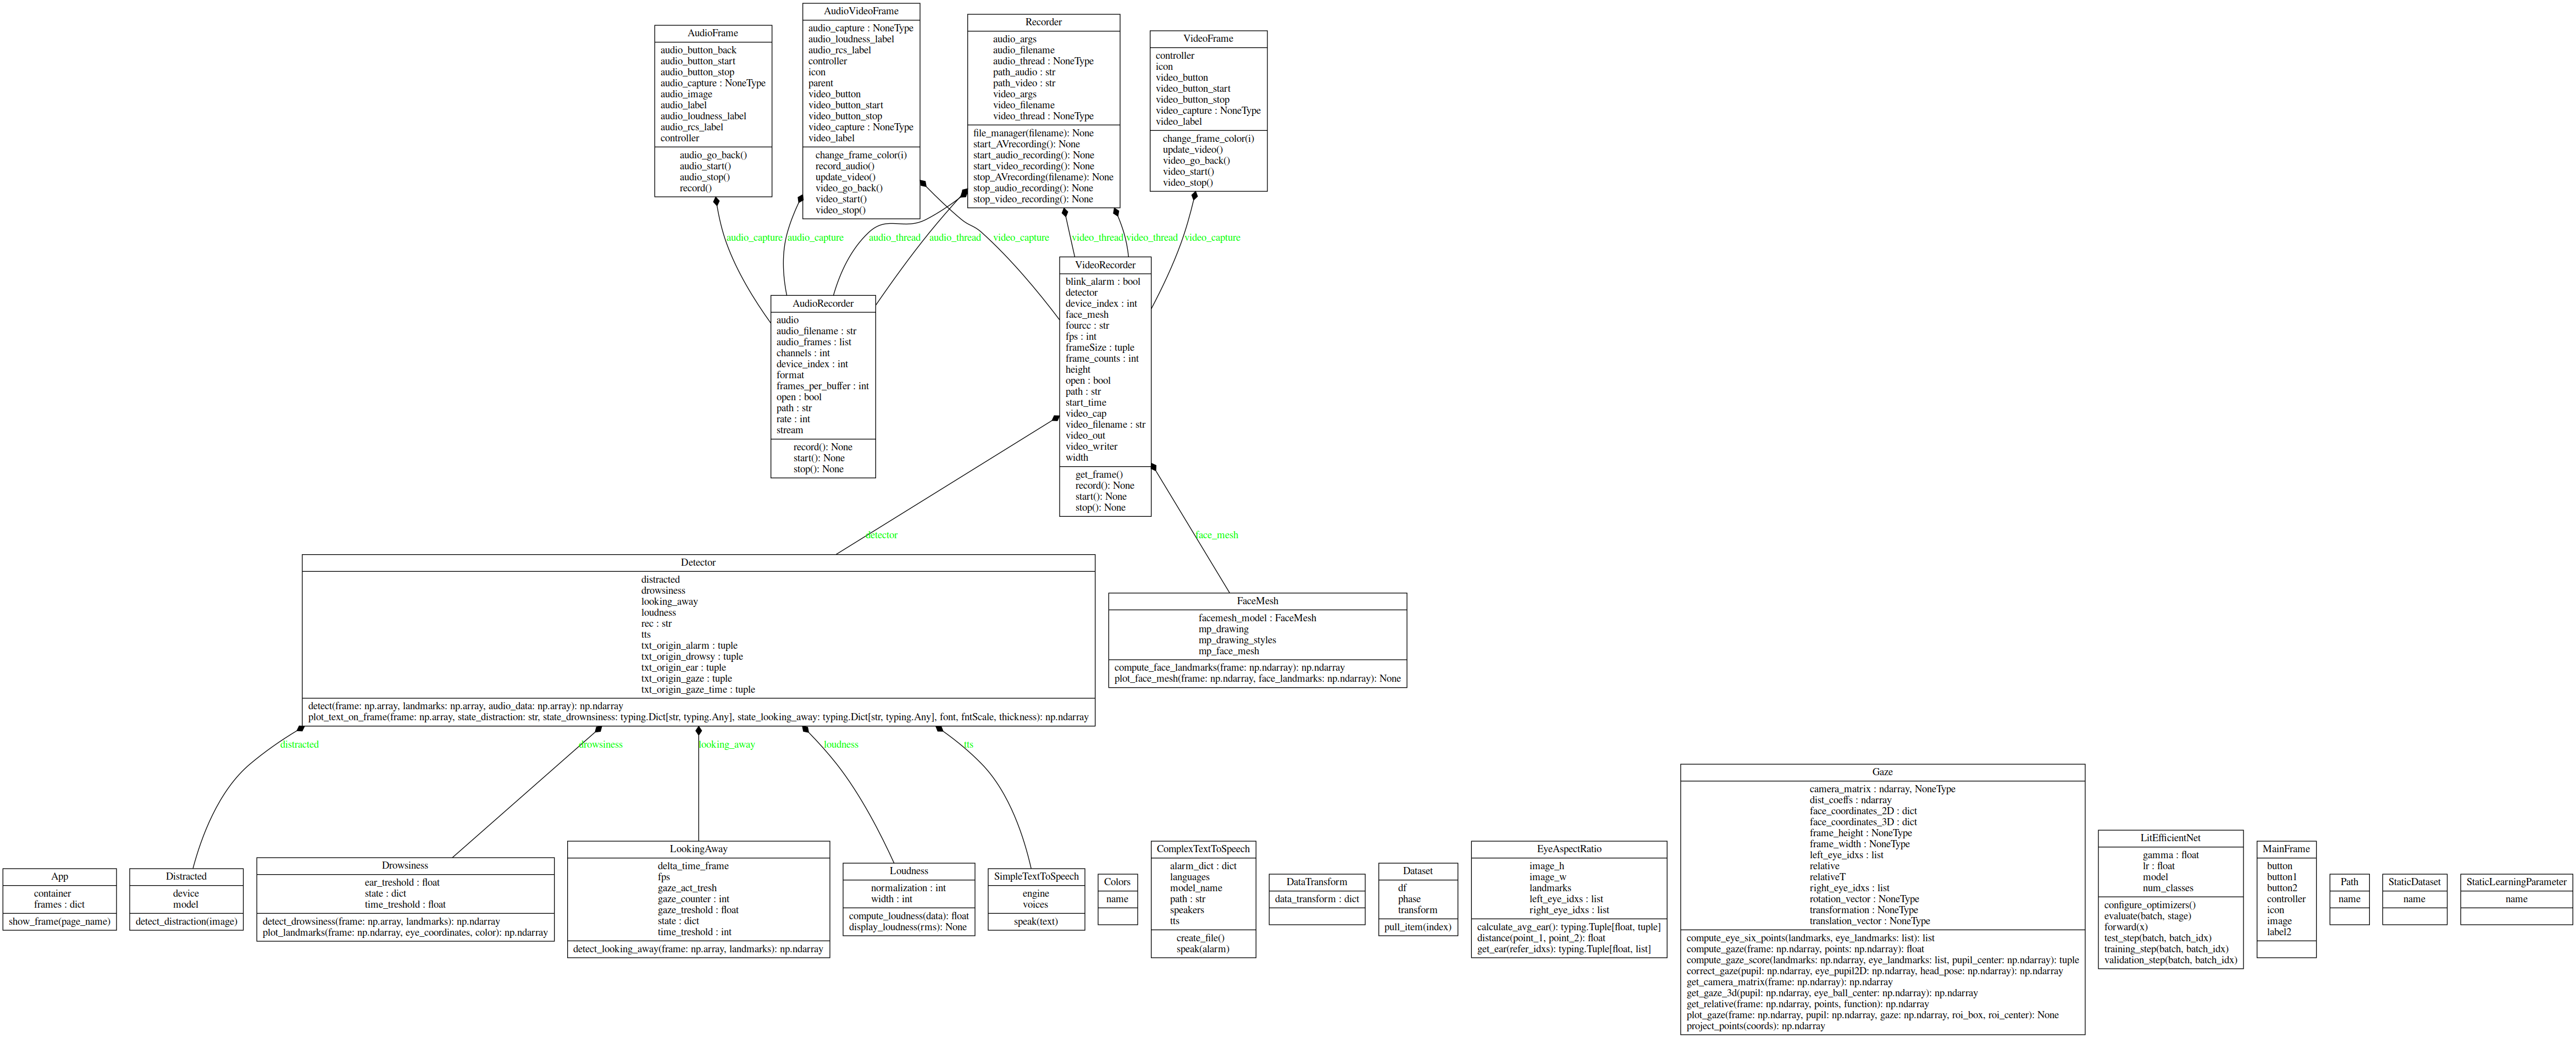 AudioFrame
audio_button_back
audio_button_start
audio_button_stop
audio_capture : NoneType
audio_image
audio_label
audio_loudness_label
audio_rcs_label
controller
audio_go_back()
audio_start()
audio_stop()
record()
AudioVideoFrame
audio_capture : NoneType
audio_loudness_label
audio_rcs_label
controller
icon
parent
video_button
video_button_start
video_button_stop
video_capture : NoneType
video_label
change_frame_color(i)
record_audio()
update_video()
video_go_back()
video_start()
video_stop()
Recorder
audio_args
audio_filename
audio_thread : NoneType
path_audio : str
path_video : str
video_args
video_filename
video_thread : NoneType
file_manager(filename): None
start_AVrecording(): None
start_audio_recording(): None
start_video_recording(): None
stop_AVrecording(filename): None
stop_audio_recording(): None
stop_video_recording(): None
VideoFrame
controller
icon
video_button
video_button_start
video_button_stop
video_capture : NoneType
video_label
change_frame_color(i)
update_video()
video_go_back()
video_start()
video_stop()
audio_capture
audio_capture
audio_thread
audio_thread
video_capture
video_thread
video_thread
video_capture
AudioRecorder
audio
audio_filename : str
audio_frames : list
channels : int
device_index : int
format
frames_per_buffer : int
open : bool
path : str
rate : int
stream
record(): None
start(): None
stop(): None
VideoRecorder
blink_alarm : bool
detector
device_index : int
face_mesh
fourcc : str
fps : int
frameSize : tuple
frame_counts : int
height
open : bool
path : str
start_time
video_cap
video_filename : str
video_out
video_writer
width
get_frame()
record(): None
start(): None
stop(): None
detector
face_mesh
Detector
distracted
drowsiness
looking_away
loudness
rec : str
tts
txt_origin_alarm : tuple
txt_origin_drowsy : tuple
txt_origin_ear : tuple
txt_origin_gaze : tuple
txt_origin_gaze_time : tuple
detect(frame: np.array, landmarks: np.array, audio_data: np.array): np.ndarray
plot_text_on_frame(frame: np.array, state_distraction: str, state_drownsiness: typing.Dict[str, typing.Any], state_looking_away: typing.Dict[str, typing.Any], font, fntScale, thickness): np.ndarray
FaceMesh
facemesh_model : FaceMesh
mp_drawing
mp_drawing_styles
mp_face_mesh
compute_face_landmarks(frame: np.ndarray): np.ndarray
plot_face_mesh(frame: np.ndarray, face_landmarks: np.ndarray): None
distracted
drowsiness
looking_away
loudness
tts
App
container
frames : dict
show_frame(page_name)
Distracted
device
model
detect_distraction(image)
Drowsiness
ear_treshold : float
state : dict
time_treshold : float
detect_drowsiness(frame: np.array, landmarks): np.ndarray
plot_landmarks(frame: np.ndarray, eye_coordinates, color): np.ndarray
LookingAway
delta_time_frame
fps
gaze_act_tresh
gaze_counter : int
gaze_treshold : float
state : dict
time_treshold : int
detect_looking_away(frame: np.array, landmarks): np.ndarray
Loudness
normalization : int
width : int
compute_loudness(data): float
display_loudness(rms): None
SimpleTextToSpeech
engine
voices
speak(text)
Colors
name
ComplexTextToSpeech
alarm_dict : dict
languages
model_name
path : str
speakers
tts
create_file()
speak(alarm)
DataTransform
data_transform : dict
Dataset
df
phase
transform
pull_item(index)
EyeAspectRatio
image_h
image_w
landmarks
left_eye_idxs : list
right_eye_idxs : list
calculate_avg_ear(): typing.Tuple[float, tuple]
distance(point_1, point_2): float
get_ear(refer_idxs): typing.Tuple[float, list]
Gaze
camera_matrix : ndarray, NoneType
dist_coeffs : ndarray
face_coordinates_2D : dict
face_coordinates_3D : dict
frame_height : NoneType
frame_width : NoneType
left_eye_idxs : list
relative
relativeT
right_eye_idxs : list
rotation_vector : NoneType
transformation : NoneType
translation_vector : NoneType
compute_eye_six_points(landmarks, eye_landmarks: list): list
compute_gaze(frame: np.ndarray, points: np.ndarray): float
compute_gaze_score(landmarks: np.ndarray, eye_landmarks: list, pupil_center: np.ndarray): tuple
correct_gaze(pupil: np.ndarray, eye_pupil2D: np.ndarray, head_pose: np.ndarray): np.ndarray
get_camera_matrix(frame: np.ndarray): np.ndarray
get_gaze_3d(pupil: np.ndarray, eye_ball_center: np.ndarray): np.ndarray
get_relative(frame: np.ndarray, points, function): np.ndarray
plot_gaze(frame: np.ndarray, pupil: np.ndarray, gaze: np.ndarray, roi_box, roi_center): None
project_points(coords): np.ndarray
LitEfficientNet
gamma : float
lr : float
model
num_classes
configure_optimizers()
evaluate(batch, stage)
forward(x)
test_step(batch, batch_idx)
training_step(batch, batch_idx)
validation_step(batch, batch_idx)
MainFrame
button
button1
button2
controller
icon
image
label2
Path
name
StaticDataset
name
StaticLearningParameter
name